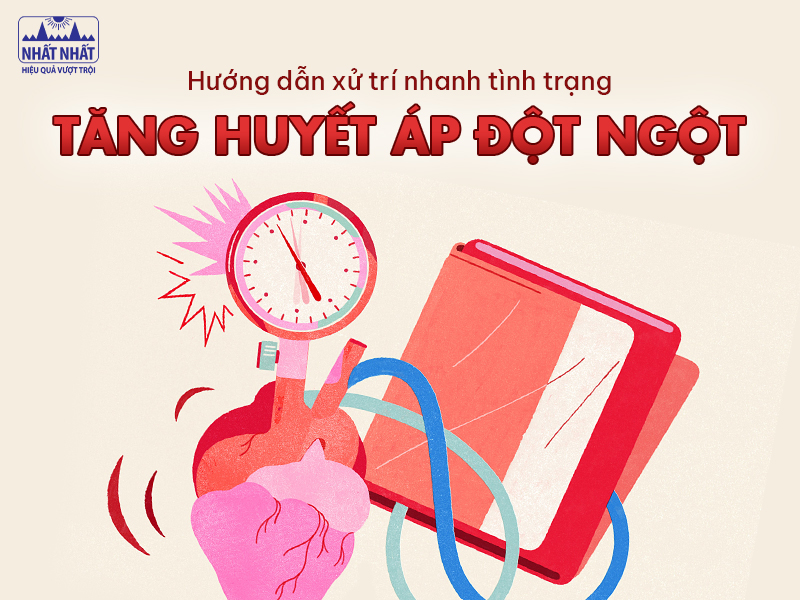 NHẤT NHẤT
HIỆU QUẢ VƯỢT TRỘI
Hướng dẫn xử trí nhanh tình trạng
TĂNG HUYẾT ÁP ĐỘT NGỘT